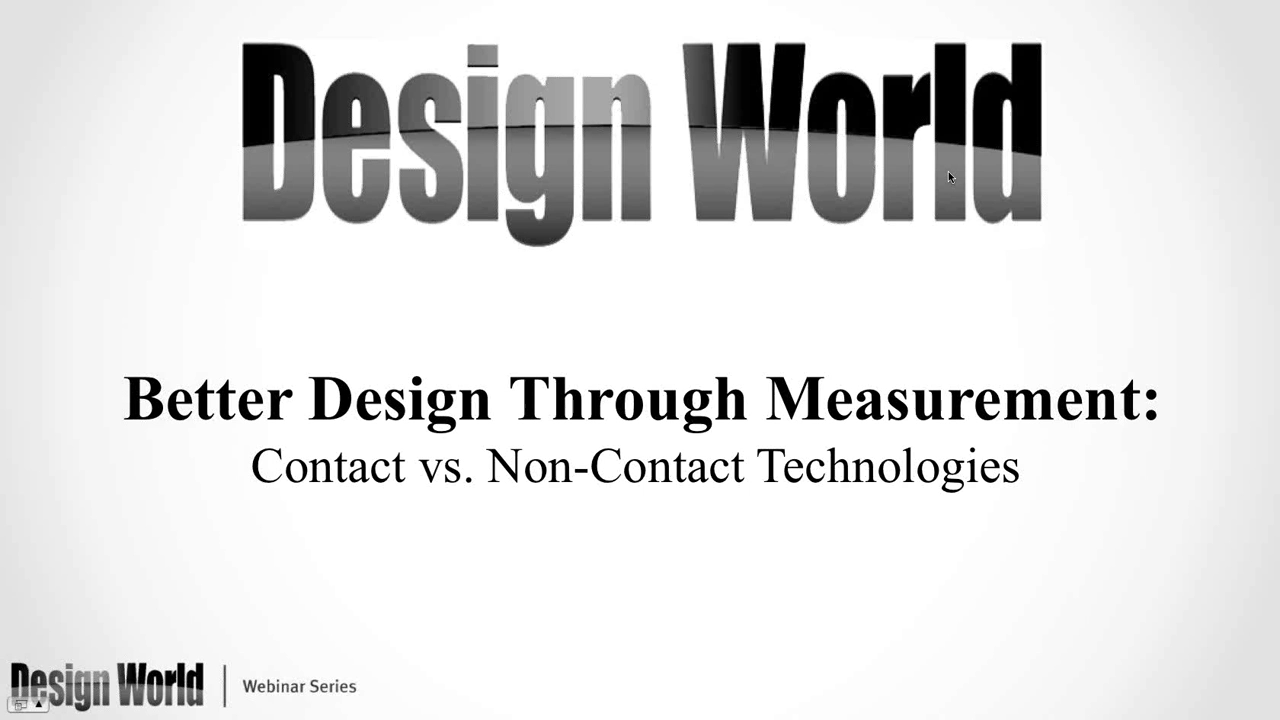 Design World
Better Design Through Measurement:
Contact vs. Non-Contact Technologies
Design World | Webinar Series